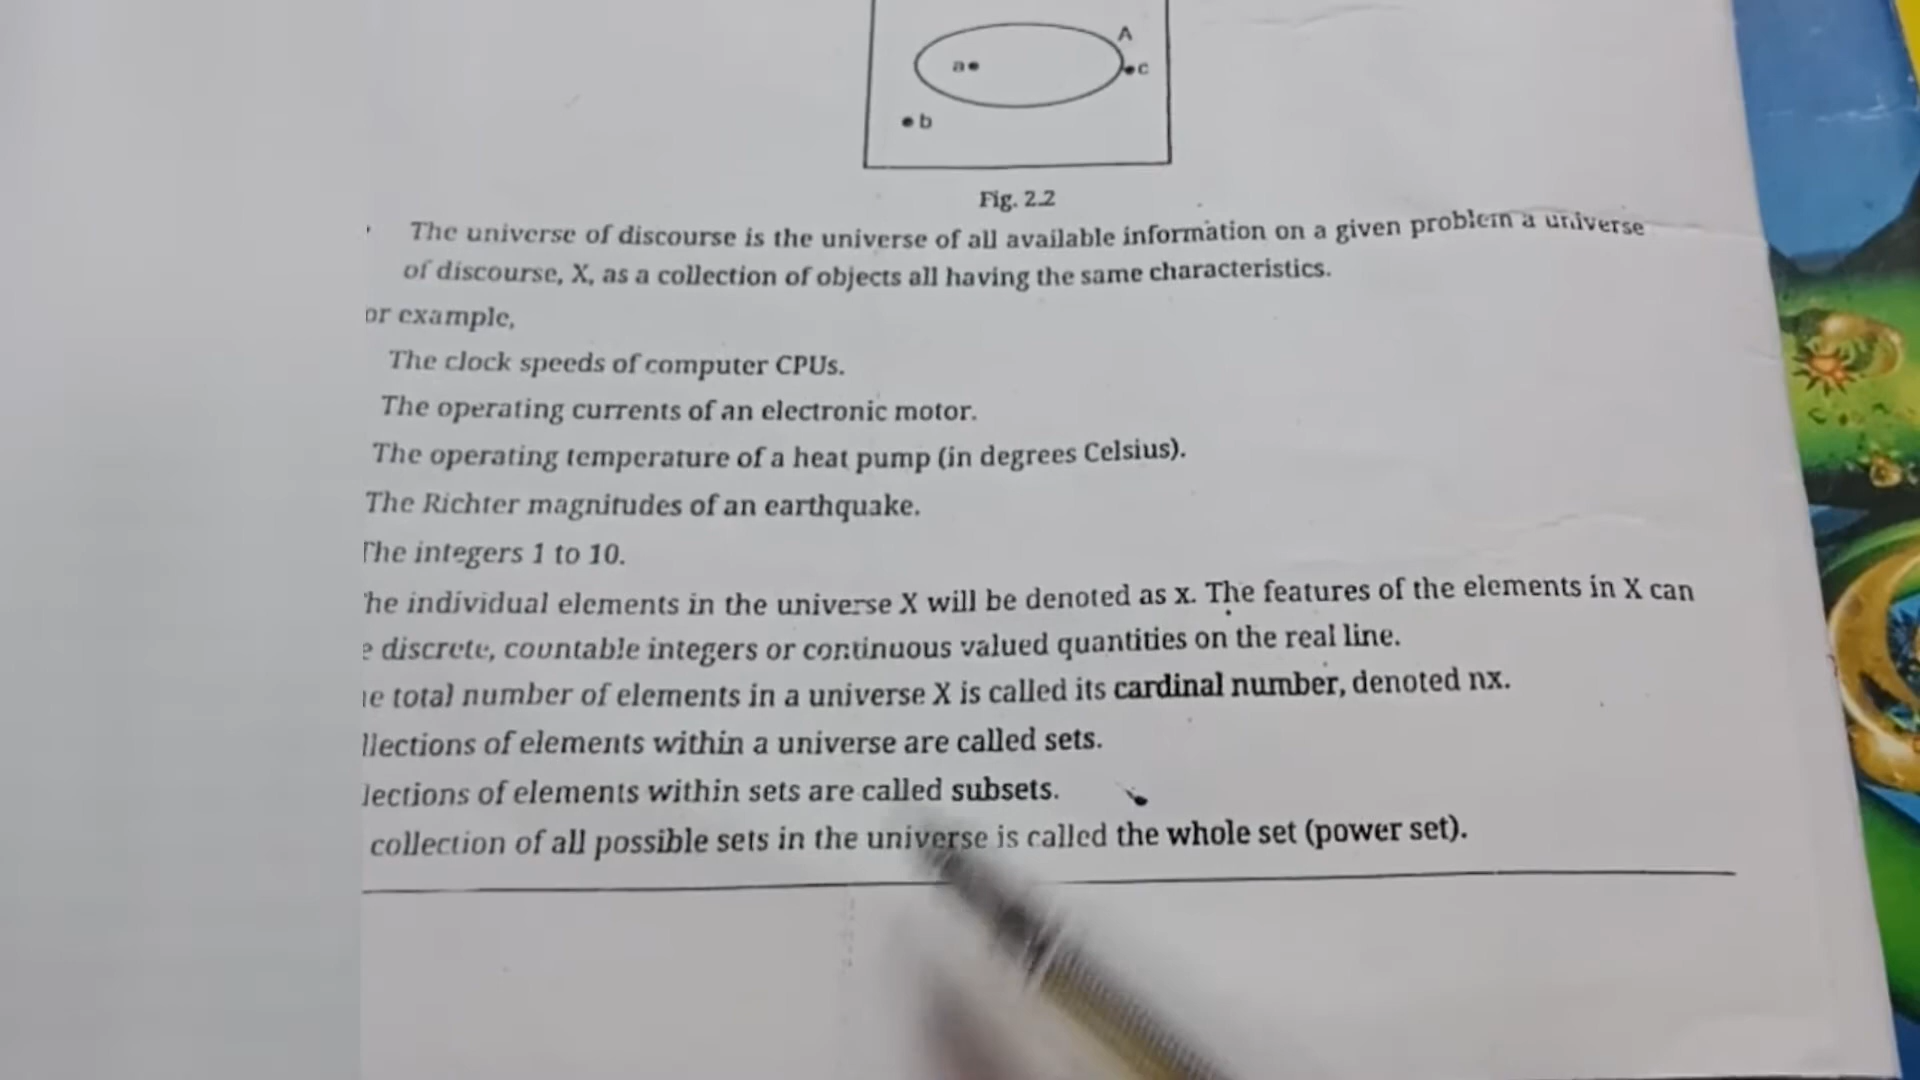 A
a
c
b
Fig. 2.2
The universe of discourse is the universe of all available information on a given problem a universe
of discourse, X, as a collection of objects all having the same characteristics.
or example,
The clock speeds of computer CPUs.
The operating currents of an electronic motor.
The operating temperature of a heat pump (in degrees Celsius).
The Richter magnitudes of an earthquake.
The integers 1 to 10.
he individual elements in the universe X will be denoted as x. The features of the elements in X can
e discrete, countable integers or continuous valued quantities on the real line.
e total number of elements in a universe X is called its cardinal number, denoted nx.
llections of elements within a universe are called sets.
lections of elements within sets are called subsets.
collection of all possible sets in the universe is called the whole set (power set).